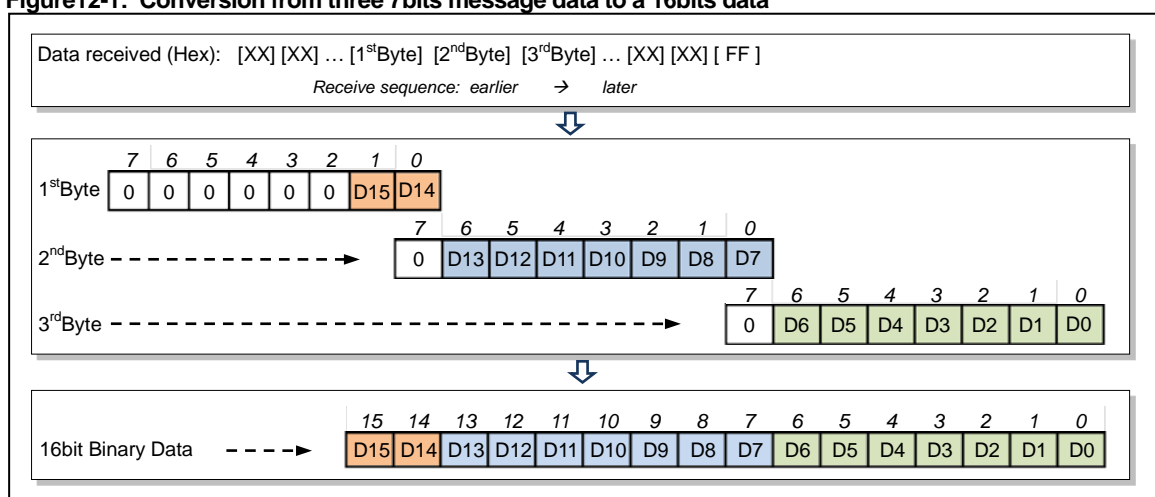 Figure12-1: Conversion from three 7bits message data to a 16bits data
Data received (Hex): [XX] [XX] … [1stByte] [2ndByte] [3rdByte] … [XX] [XX] [ FF ]
Receive sequence: earlier → later
7 6 5 4 3 2 1 0
1stByte 0 0 0 0 0 0 D15 D14
7 6 5 4 3 2 1 0
2ndByte 0 D13 D12 D11 D10 D9 D8 D7
7 6 5 4 3 2 1 0
3rdByte 0 D6 D5 D4 D3 D2 D1 D0
15 14 13 12 11 10 9 8 7 6 5 4 3 2 1 0
16bit Binary Data D15 D14 D13 D12 D11 D10 D9 D8 D7 D6 D5 D4 D3 D2 D1 D0